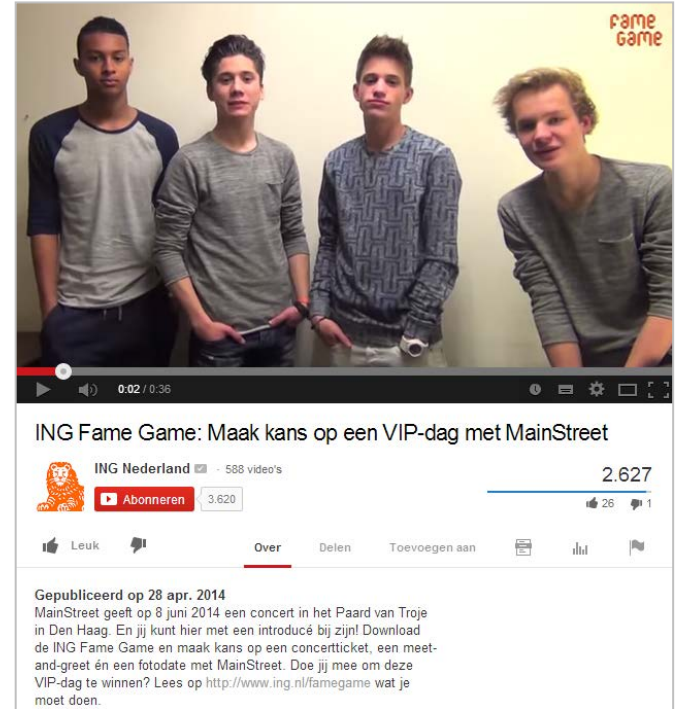 Fame
Game
0:02 / 0:36
ING Fame Game: Maak kans op een VIP-dag met MainStreet
ING Nederland · 588 video's
Abonneren 3.620
2.627
26 1
Leuk Over Delen Toevoegen aan
Gepubliceerd op 28 apr. 2014
MainStreet geeft op 8 juni 2014 een concert in het Paard van Troje
in Den Haag. En jij kunt hier met een introducé bij zijn! Download
de ING Fame Game en maak kans op een concertticket, een meet-
and-greet én een fotodate met MainStreet. Doe jij mee om deze
VIP-dag te winnen? Lees op http://www.ing.nl/famegame wat je
moet doen.